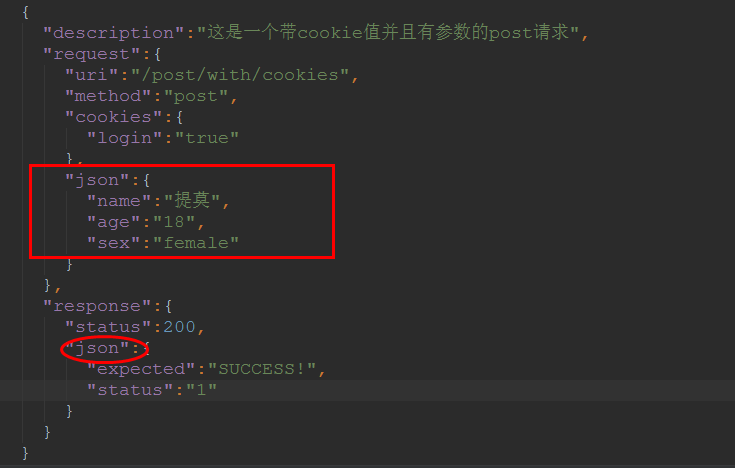 {
"description":"这是一个带cookie值并且有参数的post请求",
"request":{
"uri":"/post/with/cookies",
"method":"post",
"cookies":{
"login":"true"
},
"json":{
"name":"提莫",
"age":"18",
"sex":"female"
}
},
"response":{
"status":200,
"json":{
"expected":"SUCCESS!",
"status":"1"
}
}
}